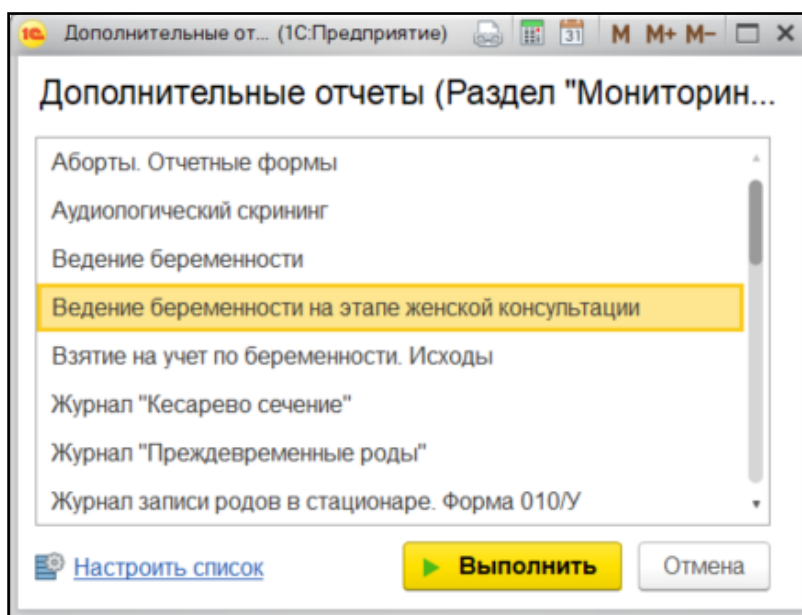 1С Дополнительные от... (1С:Предприятие) 31 M M+ M-
Дополнительные отчеты (Раздел "Мониторин...
Аборты. Отчетные формы
Аудиологический скрининг
Ведение беременности
Ведение беременности на этапе женской консультации
Взятие на учет по беременности. Исходы
Журнал "Кесарево сечение"
Журнал "Преждевременные роды"
Журнал записи родов в стационаре. Форма 010/У
Настроить список Выполнить Отмена